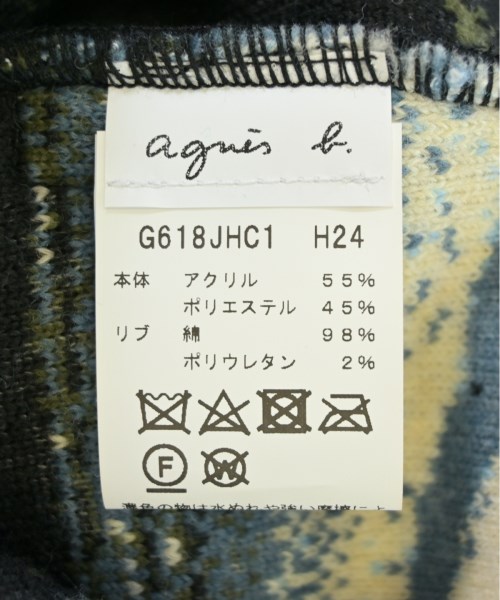 agnès b.
G618JHC1 H24
本体 アクリル 55%
ポリエステル 45%
リブ 綿 98%
ポリウレタン 2%
F
W